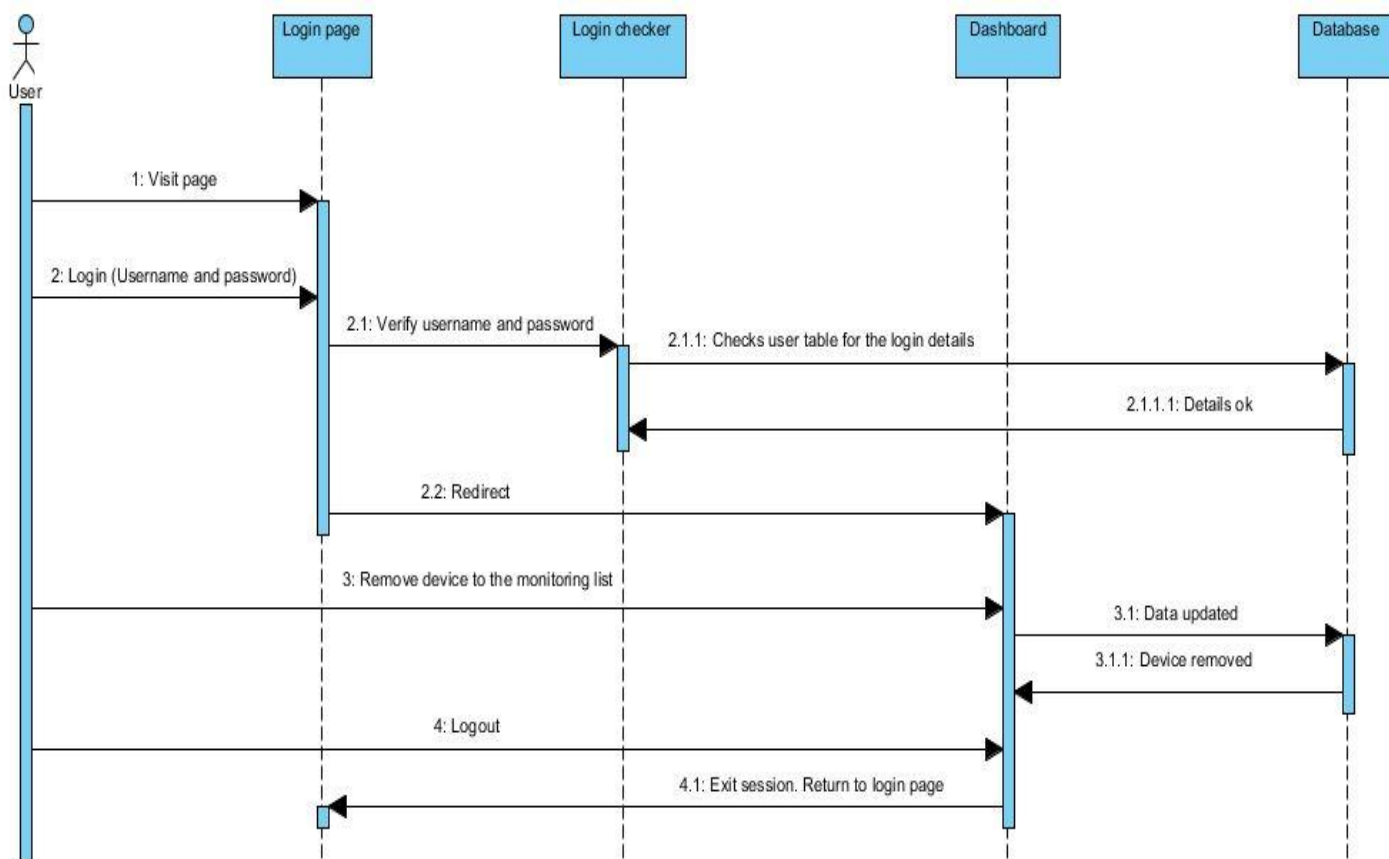 Login page
Login checker
Dashboard
Database
User
1: Visit page
2: Login (Username and password)
2.1: Verify username and password
2.1.1: Checks user table for the login details
2.1.1.1: Details ok
2.2: Redirect
3: Remove device to the monitoring list
3.1: Data updated
3.1.1: Device removed
4: Logout
4.1: Exit session. Return to login page